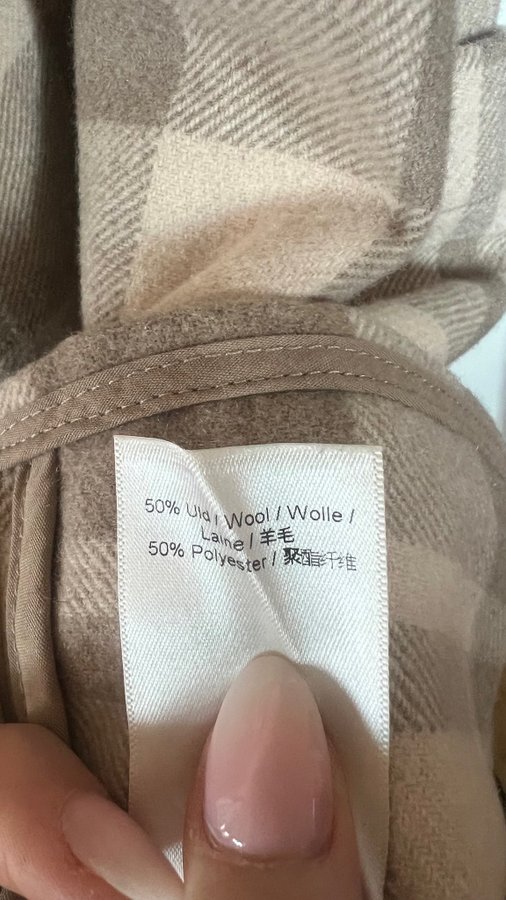 50% Uld / Wool / Wolle /
Laine / 羊毛
50% Polyester / 聚酯纤维